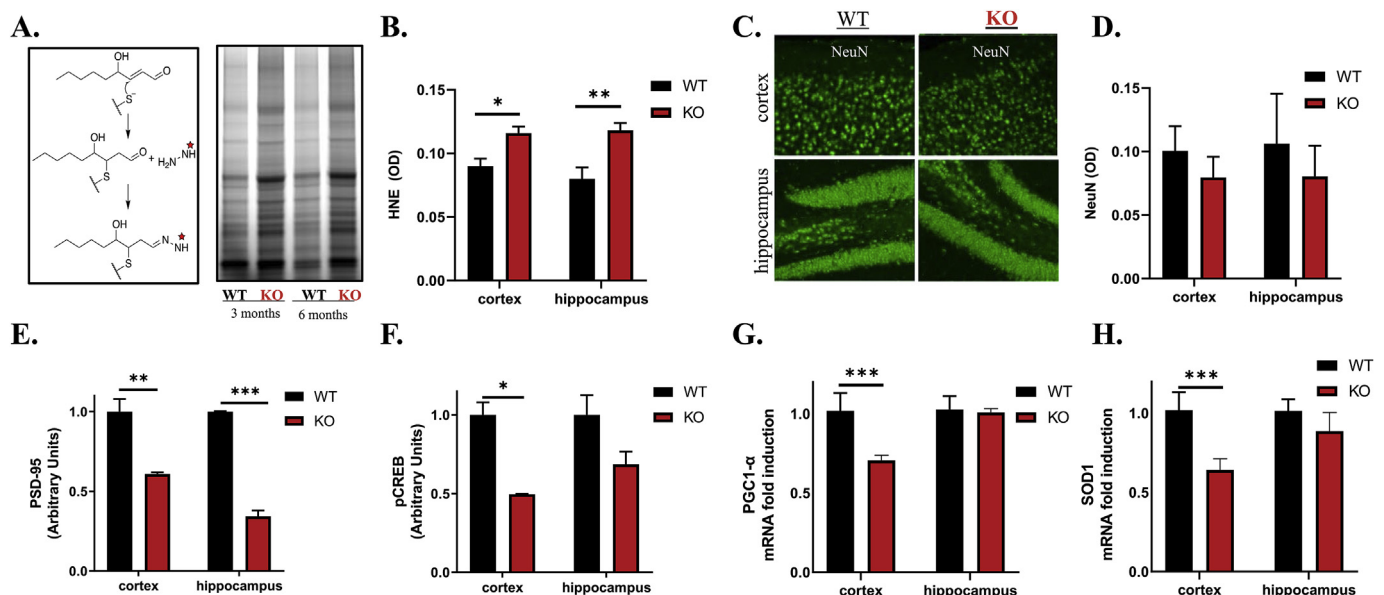 A.
OH
O
S⁻
OH
O + H₂N-NH
S
OH
N NH
S
WT KO WT KO
3 months 6 months
B.
HNE (OD)
0.15
0.10
0.05
0.00
* **
cortex hippocampus
WT
KO
C.
WT KO
NeuN NeuN
cortex
hippocampus
D.
NeuN (OD)
0.15
0.10
0.05
0.00
cortex hippocampus
WT
KO
E.
PSD-95
(Arbitrary Units)
1.0
0.5
0.0
** ***
cortex hippocampus
WT
KO
F.
pCREB
(Arbitrary Units)
1.0
0.5
0.0
*
cortex hippocampus
WT
KO
G.
PGC1-α
mRNA fold induction
1.0
0.5
0.0
***
cortex hippocampus
WT
KO
H.
SOD1
mRNA fold induction
1.0
0.5
0.0
***
cortex hippocampus
WT
KO